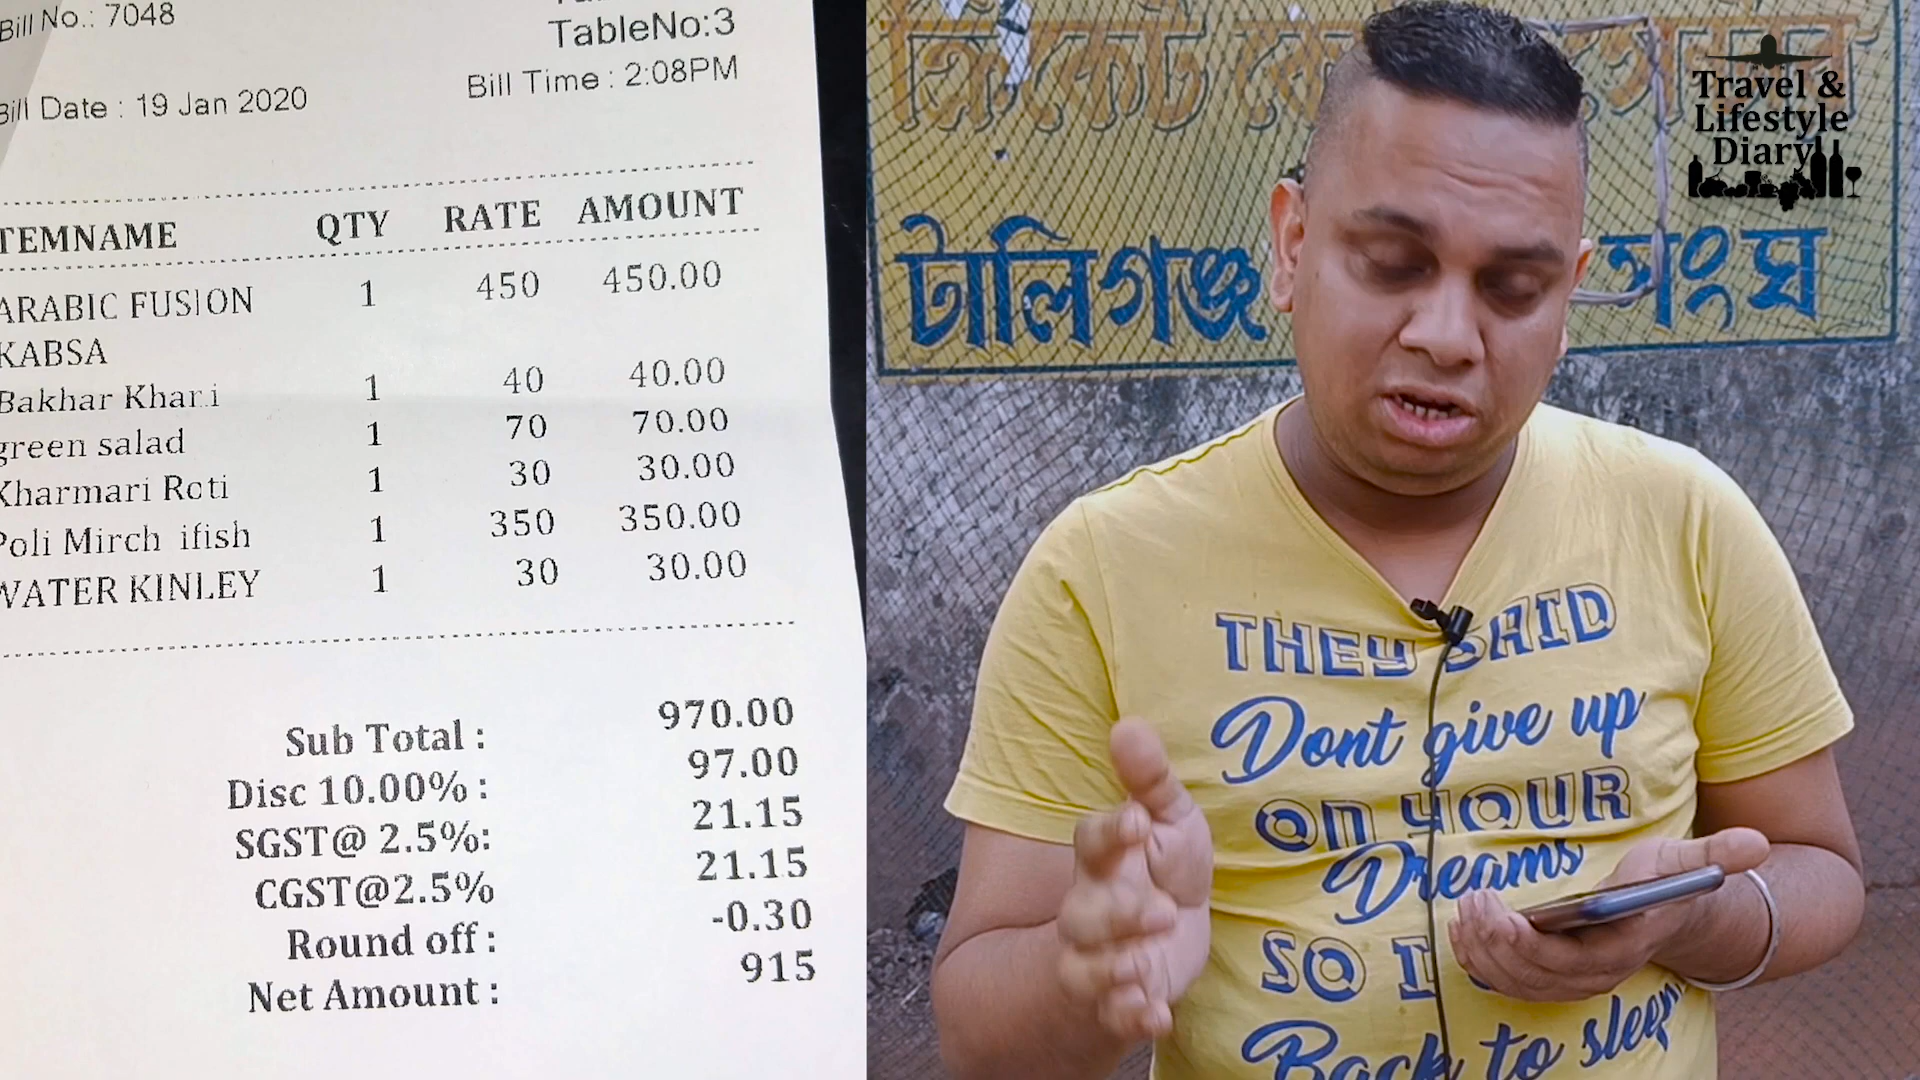 Bill No.: 7048
TableNo:3
Bill Date : 19 Jan 2020
Bill Time : 2:08PM
TEMNAME QTY RATE AMOUNT
ARABIC FUSION 1 450 450.00
KABSA
Bakhar Khari 1 40 40.00
green salad 1 70 70.00
Kharmari Roti 1 30 30.00
Poli Mirch ifish 1 350 350.00
WATER KINLEY 1 30 30.00
Sub Total : 970.00
Disc 10.00% : 97.00
SGST@ 2.5%: 21.15
CGST@2.5% 21.15
Round off : -0.30
Net Amount : 915
ক্রিকেট
টালিগঞ্জ সংঘ
Travel &
Lifestyle
Diary
THEY SAID
Dont give up
ON YOUR
Dreams
SO I
Back to sleep